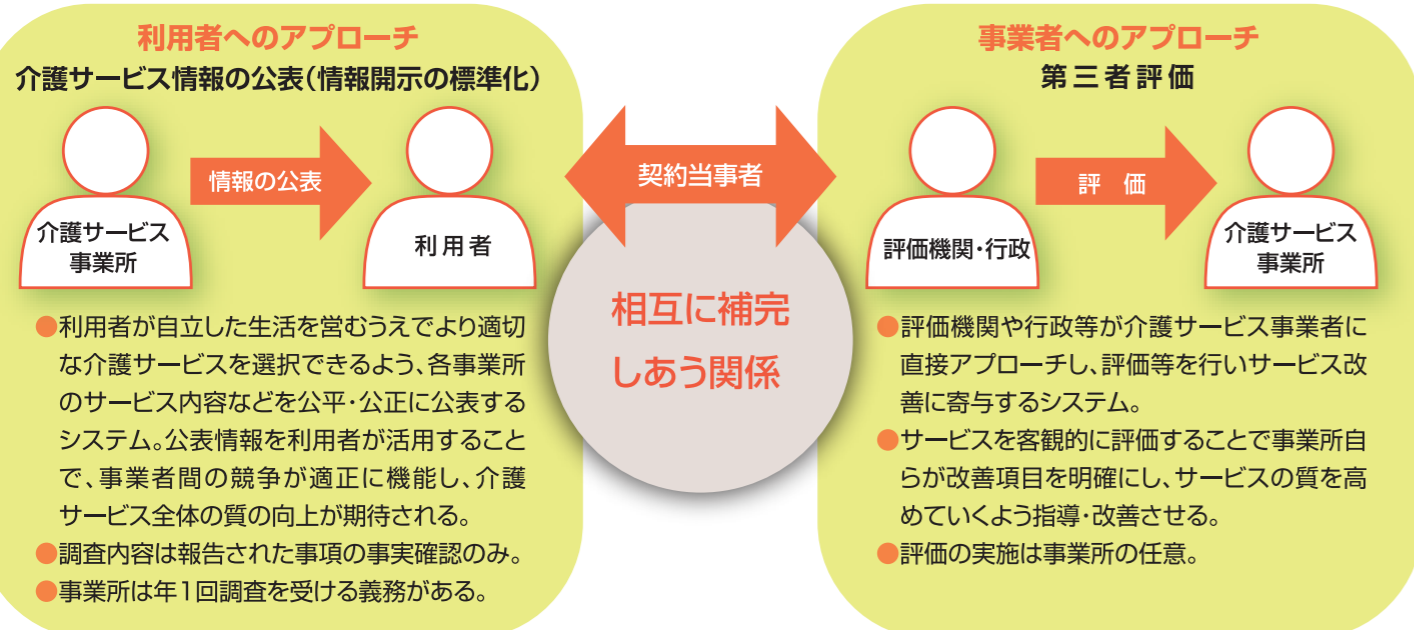 利用者へのアプローチ
介護サービス情報の公表(情報開示の標準化)
介護サービス
事業所
情報の公表
利用者
●利用者が自立した生活を営むうえでより適切
な介護サービスを選択できるよう、各事業所
のサービス内容などを公平・公正に公表する
システム。公表情報を利用者が活用すること
で、事業者間の競争が適正に機能し、介護
サービス全体の質の向上が期待される。
●調査内容は報告された事項の事実確認のみ。
●事業所は年1回調査を受ける義務がある。
契約当事者
相互に補完
しあう関係
事業者へのアプローチ
第三者評価
評価機関・行政
評 価
介護サービス
事業所
●評価機関や行政等が介護サービス事業者に
直接アプローチし、評価等を行いサービス改
善に寄与するシステム。
●サービスを客観的に評価することで事業所自
らが改善項目を明確にし、サービスの質を高
めていくよう指導・改善させる。
●評価の実施は事業所の任意。